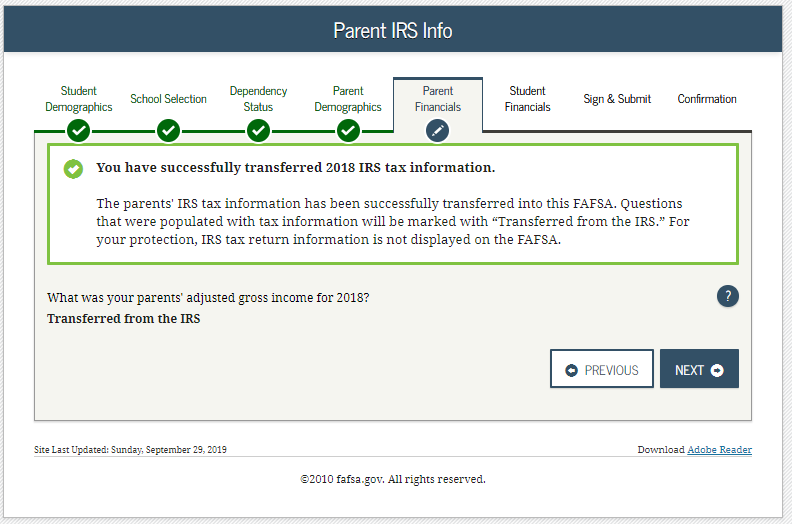 Parent IRS Info
Student Demographics
School Selection
Dependency Status
Parent Demographics
Parent Financials
Student Financials
Sign & Submit
Confirmation
You have successfully transferred 2018 IRS tax information.
The parents' IRS tax information has been successfully transferred into this FAFSA. Questions
that were populated with tax information will be marked with “Transferred from the IRS.” For
your protection, IRS tax return information is not displayed on the FAFSA.
What was your parents' adjusted gross income for 2018?
?
Transferred from the IRS
PREVIOUS
NEXT
Site Last Updated: Sunday, September 29, 2019
Download Adobe Reader
©2010 fafsa.gov. All rights reserved.